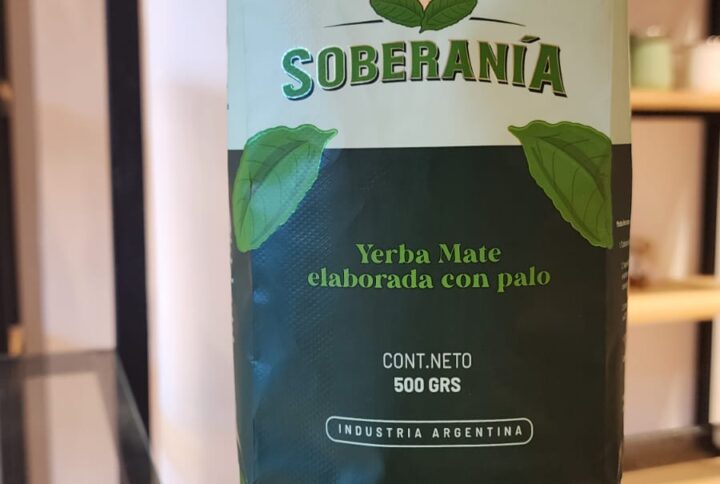 SOBERANÍA
Yerba Mate
elaborada con palo
CONT.NETO
500 GRS
INDUSTRIA ARGENTINA